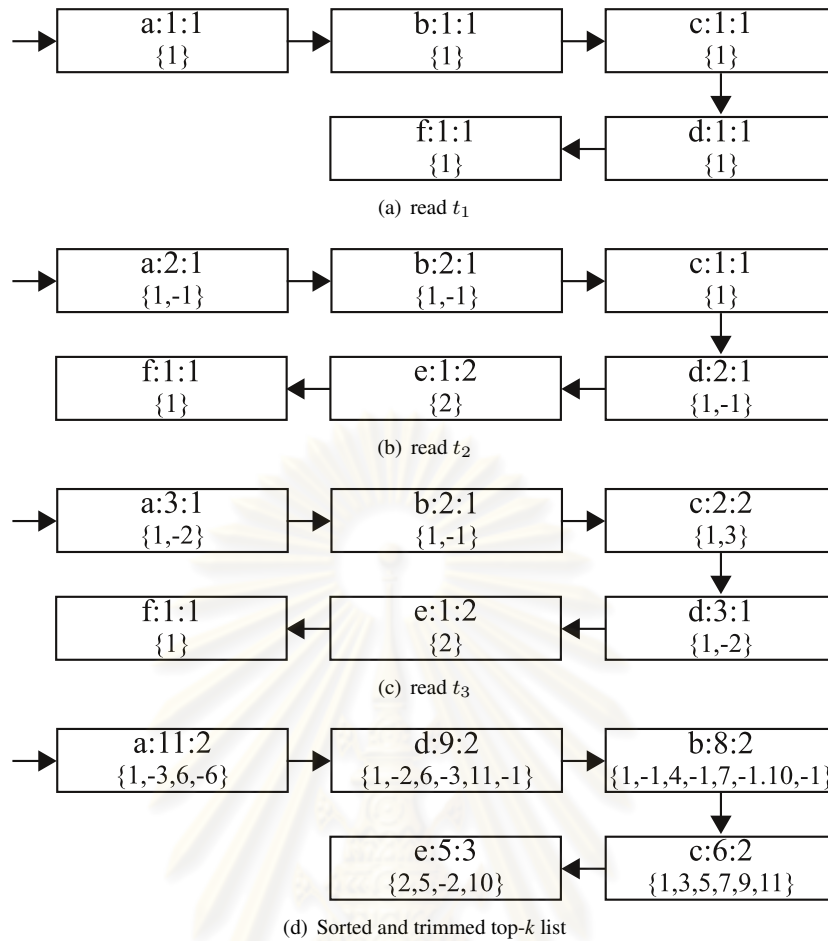 a:1:1
{1}
b:1:1
{1}
c:1:1
{1}
f:1:1
{1}
d:1:1
{1}
(a) read t1
a:2:1
{1,-1}
b:2:1
{1,-1}
c:1:1
{1}
f:1:1
{1}
e:1:2
{2}
d:2:1
{1,-1}
(b) read t2
a:3:1
{1,-2}
b:2:1
{1,-1}
c:2:2
{1,3}
f:1:1
{1}
e:1:2
{2}
d:3:1
{1,-2}
(c) read t3
a:11:2
{1,-3,6,-6}
d:9:2
{1,-2,6,-3,11,-1}
b:8:2
{1,-1,4,-1,7,-1.10,-1}
e:5:3
{2,5,-2,10}
c:6:2
{1,3,5,7,9,11}
(d) Sorted and trimmed top-k list